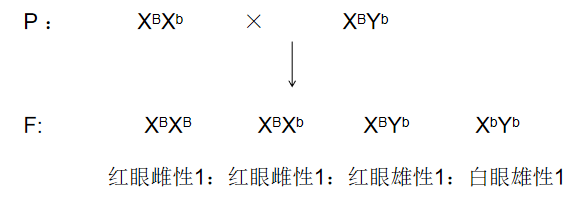 P： XᴮXᵇ × XᴮYᵇ
F: XᴮXᴮ XᴮXᵇ XᴮYᵇ XᵇYᵇ
红眼雌性1：红眼雌性1：红眼雄性1：白眼雄性1